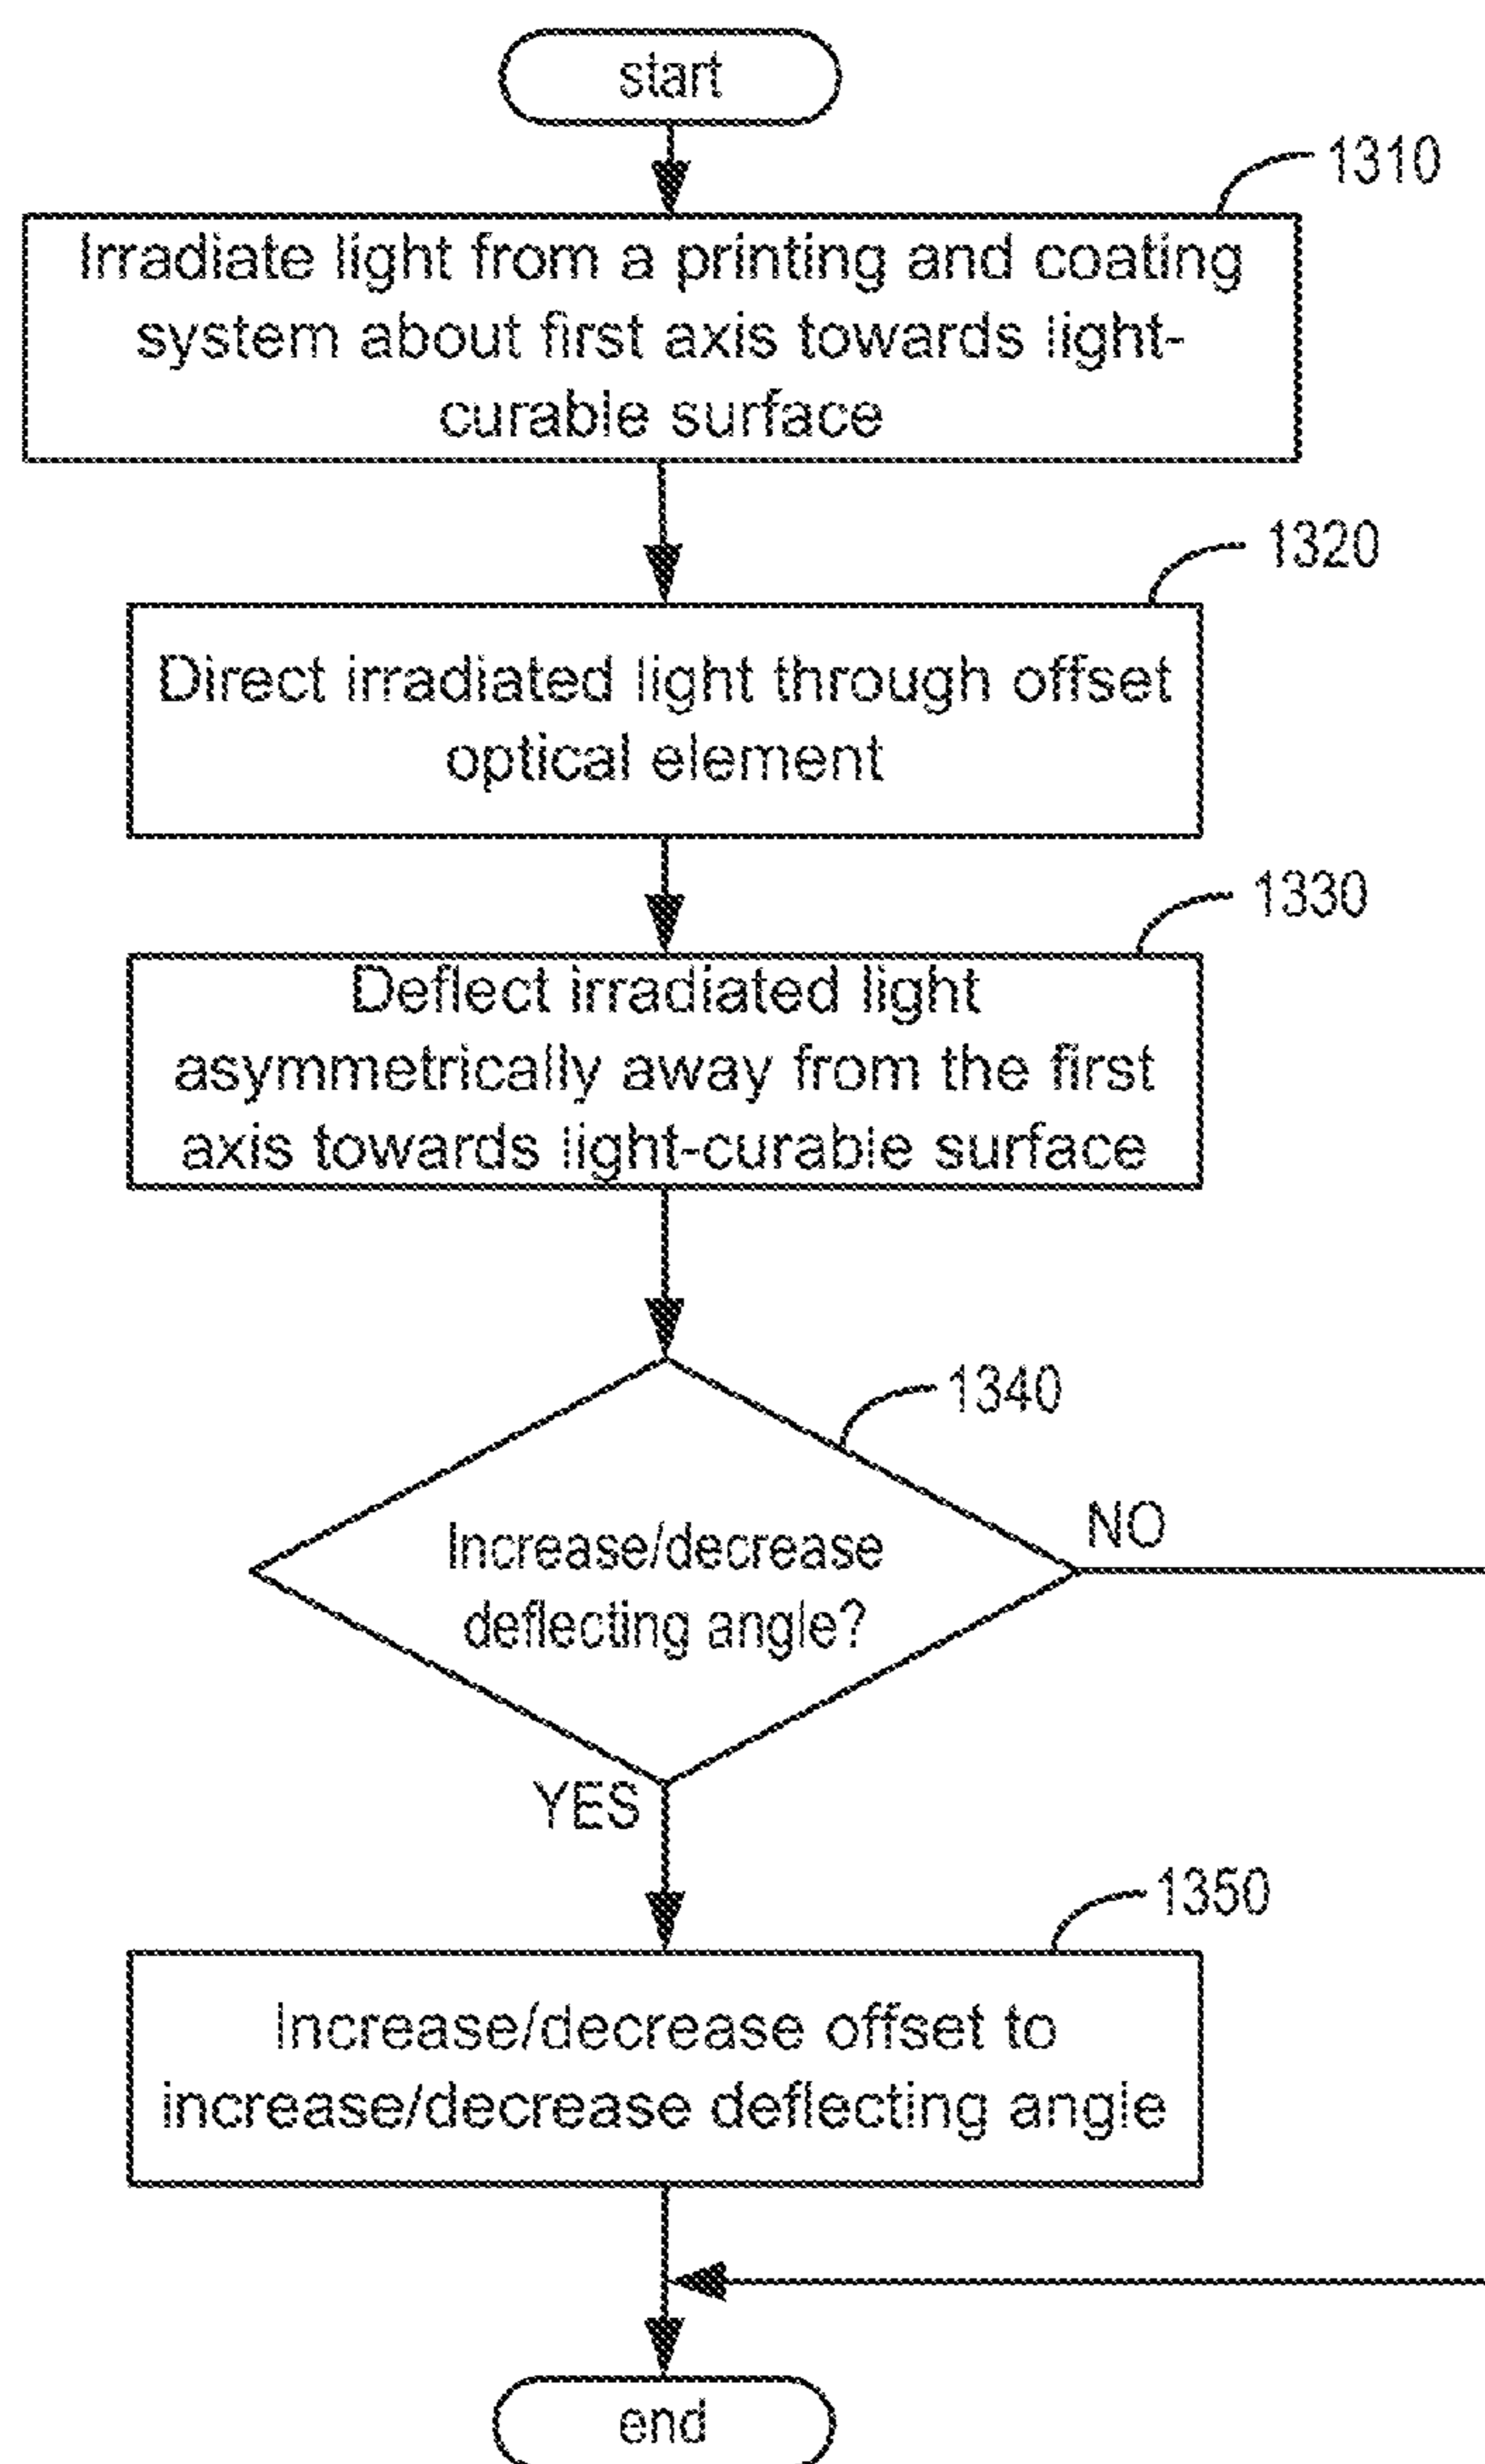 start
1310
Irradiate light from a printing and coating
system about first axis towards light-
curable surface
1320
Direct irradiated light through offset
optical element
1330
Deflect irradiated light
asymmetrically away from the first
axis towards light-curable surface
1340
Increase/decrease
deflecting angle?
NO
YES
1350
Increase/decrease offset to
increase/decrease deflecting angle
end